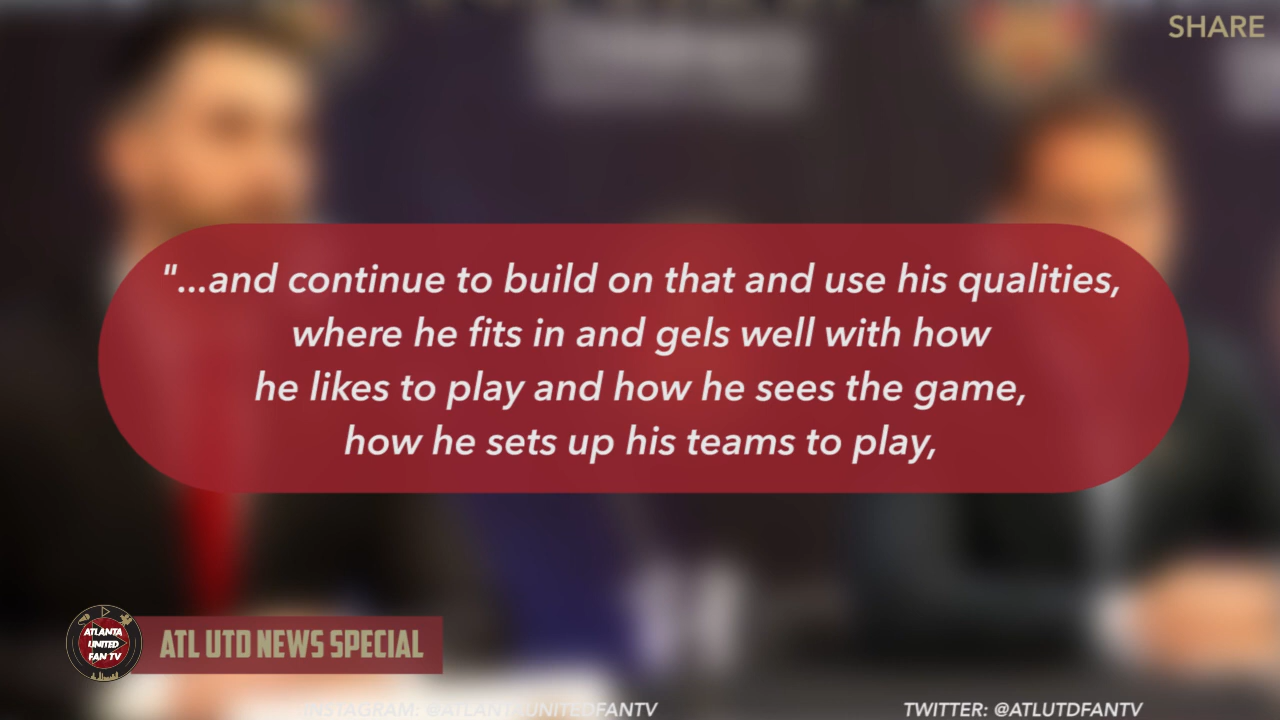 SHARE
"...and continue to build on that and use his qualities,
where he fits in and gels well with how
he likes to play and how he sees the game,
how he sets up his teams to play,
ATLANTA
UNITED
FAN TV
ATL UTD NEWS SPECIAL
INSTAGRAM: @ATLANTAUNITEDFANTV
TWITTER: @ATLUTDFANTV